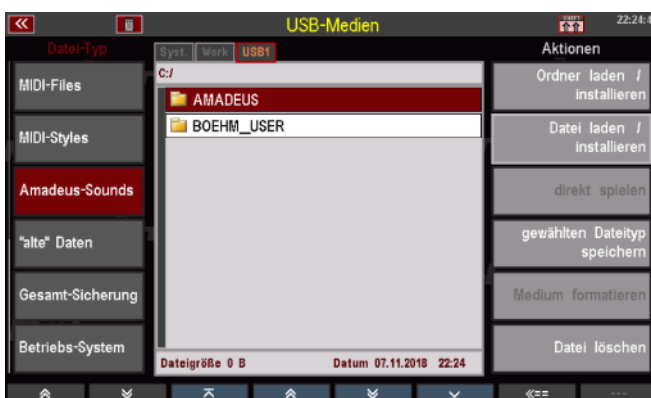 USB-Medien
22:24:4
Datei-Typ
Syst. Work USB1
Aktionen
MIDI-Files
MIDI-Styles
Amadeus-Sounds
"alte" Daten
Gesamt-Sicherung
Betriebs-System
C:/
AMADEUS
BOEHM__USER
Dateigröße 0 B Datum 07.11.2018 22:24
Ordner laden /
installieren
Datei laden /
installieren
direkt spielen
gewählten Dateityp
speichern
Medium formatieren
Datei löschen